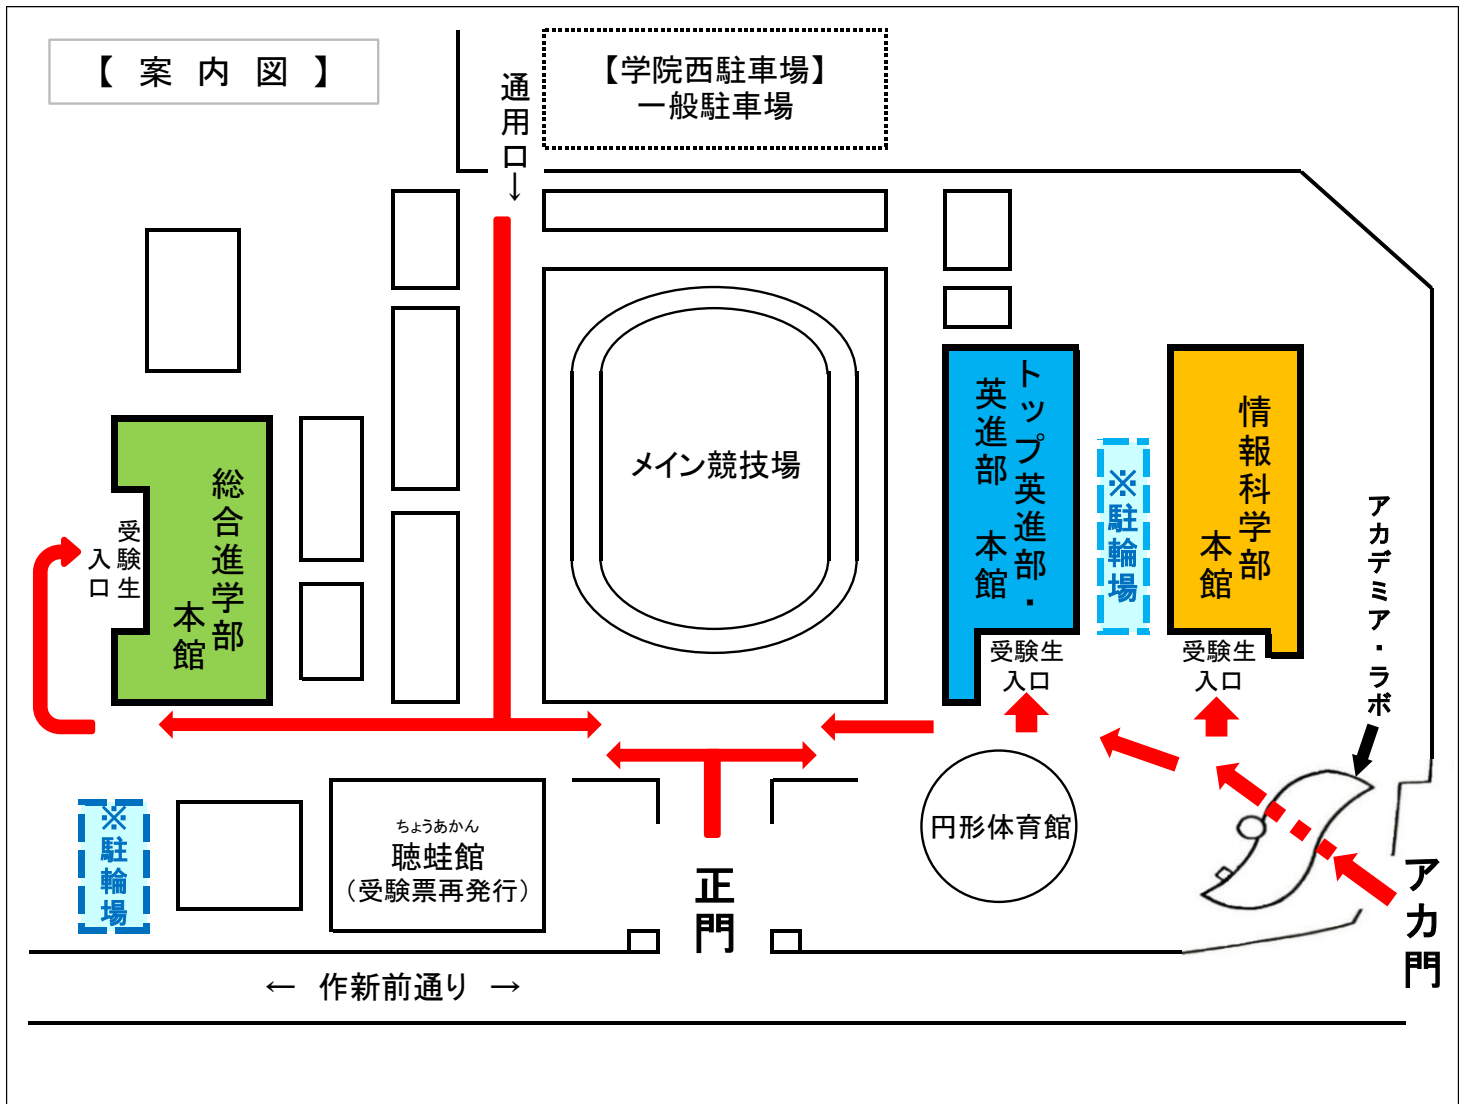 【 案 内 図 】
通用口
↓
【学院西駐車場】
一般駐車場
メイン競技場
トップ英進部・
英進部 本館
※駐輪場
情報科学部
本館
アカデミア・ラボ
総合進学部
本館
受験生
入口
受験生
入口
受験生
入口
※駐輪場
ちょうあかん
聴蛙館
（受験票再発行）
正門
円形体育館
アカ門
← 作新前通り →